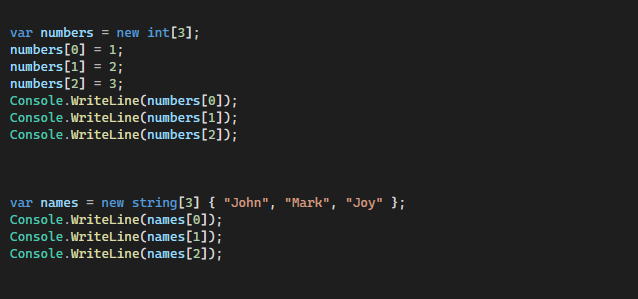 var numbers = new int[3];
numbers[0] = 1;
numbers[1] = 2;
numbers[2] = 3;
Console.WriteLine(numbers[0]);
Console.WriteLine(numbers[1]);
Console.WriteLine(numbers[2]);
var names = new string[3] { "John", "Mark", "Joy" };
Console.WriteLine(names[0]);
Console.WriteLine(names[1]);
Console.WriteLine(names[2]);